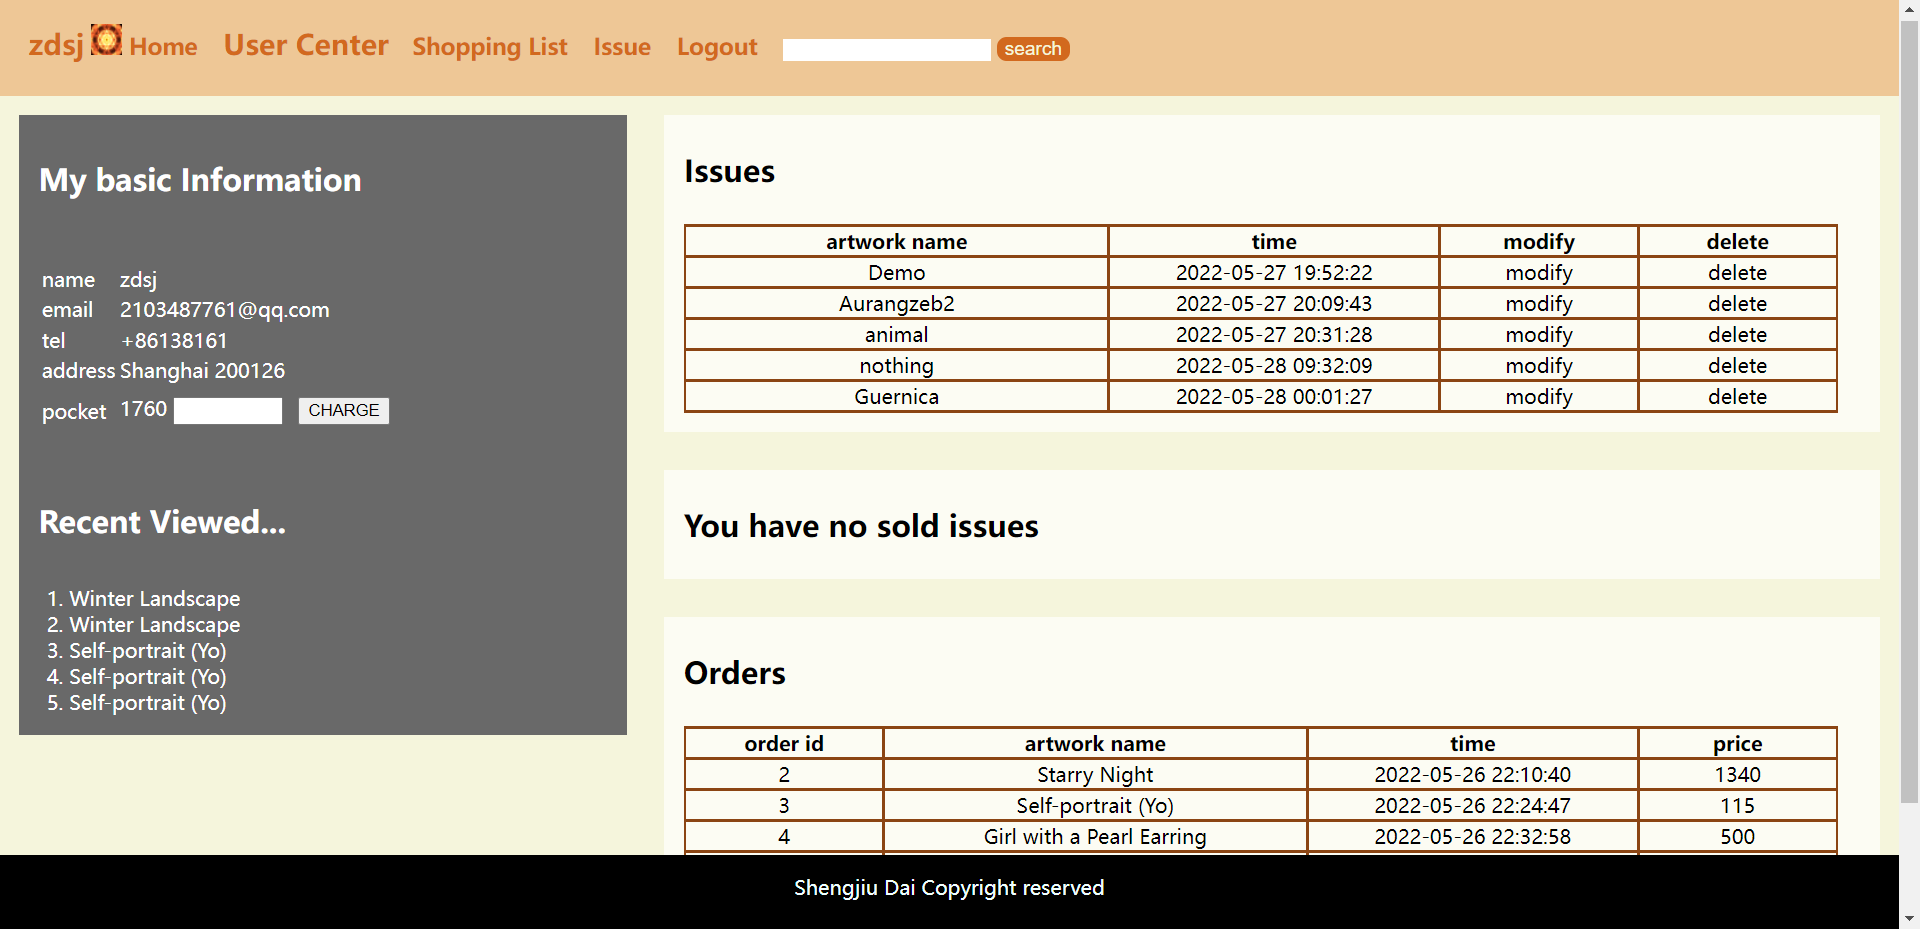 zdsj Home User Center Shopping List Issue Logout search
My basic Information
name zdsj
email 2103487761@qq.com
tel +86138161
address Shanghai 200126
pocket 1760 CHARGE
Recent Viewed...
1. Winter Landscape
2. Winter Landscape
3. Self-portrait (Yo)
4. Self-portrait (Yo)
5. Self-portrait (Yo)
Issues
artwork name time modify delete
Demo 2022-05-27 19:52:22 modify delete
Aurangzeb2 2022-05-27 20:09:43 modify delete
animal 2022-05-27 20:31:28 modify delete
nothing 2022-05-28 09:32:09 modify delete
Guernica 2022-05-28 00:01:27 modify delete
You have no sold issues
Orders
order id artwork name time price
2 Starry Night 2022-05-26 22:10:40 1340
3 Self-portrait (Yo) 2022-05-26 22:24:47 115
4 Girl with a Pearl Earring 2022-05-26 22:32:58 500
Shengjiu Dai Copyright reserved